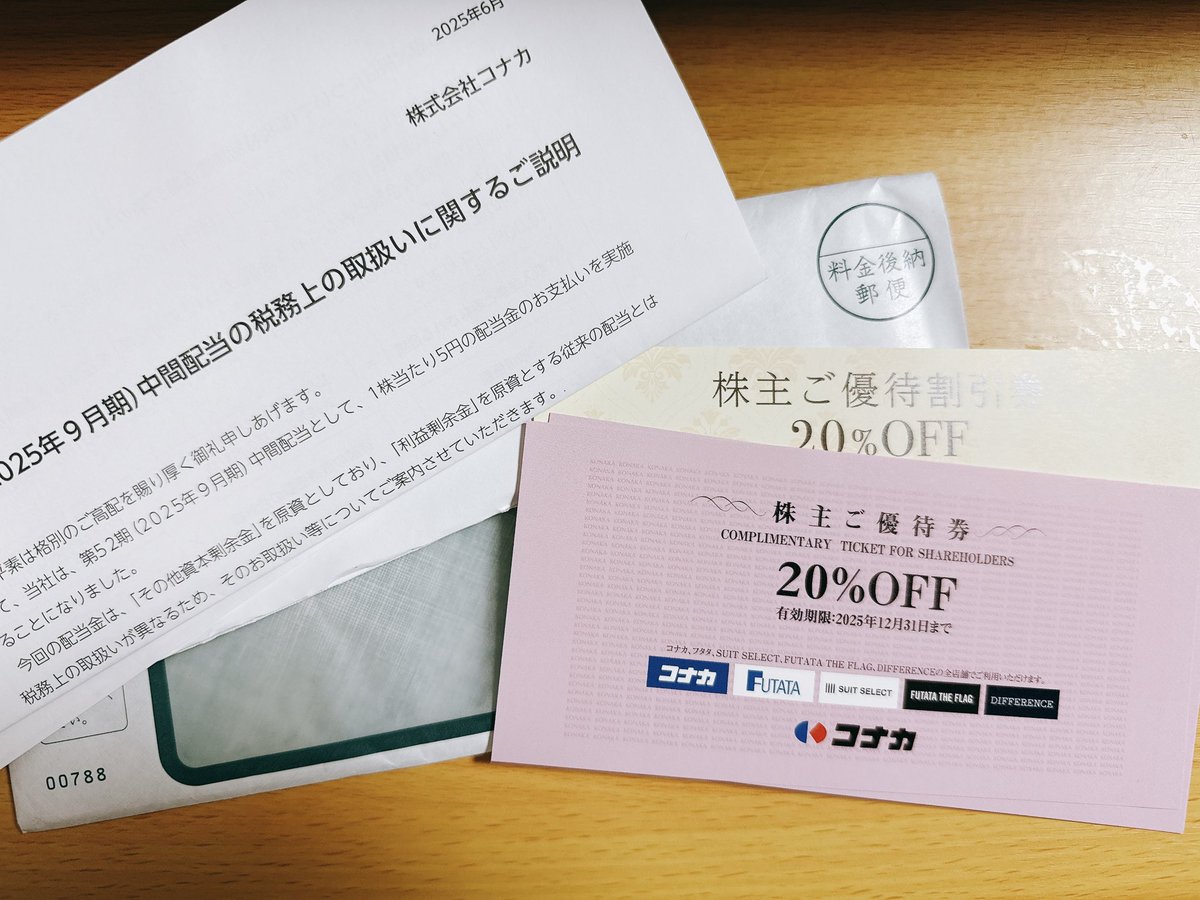 2025年6月
株式会社コナカ
025年9月期）中間配当の税務上の取扱いに関するご説明
平素は格別のご高配を賜り厚く御礼申しあげます。
て、当社は、第52期（2025年9月期）中間配当として、1株当たり5円の配当金のお支払いを実施
ることになりました。
今回の配当金は、「その他資本剰余金」を原資としており、「利益剰余金」を原資とする従来の配当とは
税務上の取扱いが異なるため、そのお取扱い等についてご案内させていただきます。
料金後納
郵便
い。
00788
株主ご優待割引券
20%OFF
株主ご優待券
COMPLIMENTARY TICKET FOR SHAREHOLDERS
20%OFF
有効期限:2025年12月31日まで
コナカ、フタタ、SUIT SELECT、FUTATA THE FLAG、DIFFERENCEの全店舗でご利用いただけます。
コナカ FUTATA SUIT SELECT FUTATA THE FLAG DIFFERENCE
コナカ